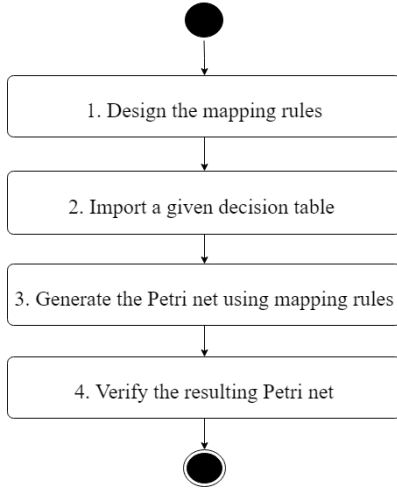 1. Design the mapping rules
2. Import a given decision table
3. Generate the Petri net using mapping rules
4. Verify the resulting Petri net